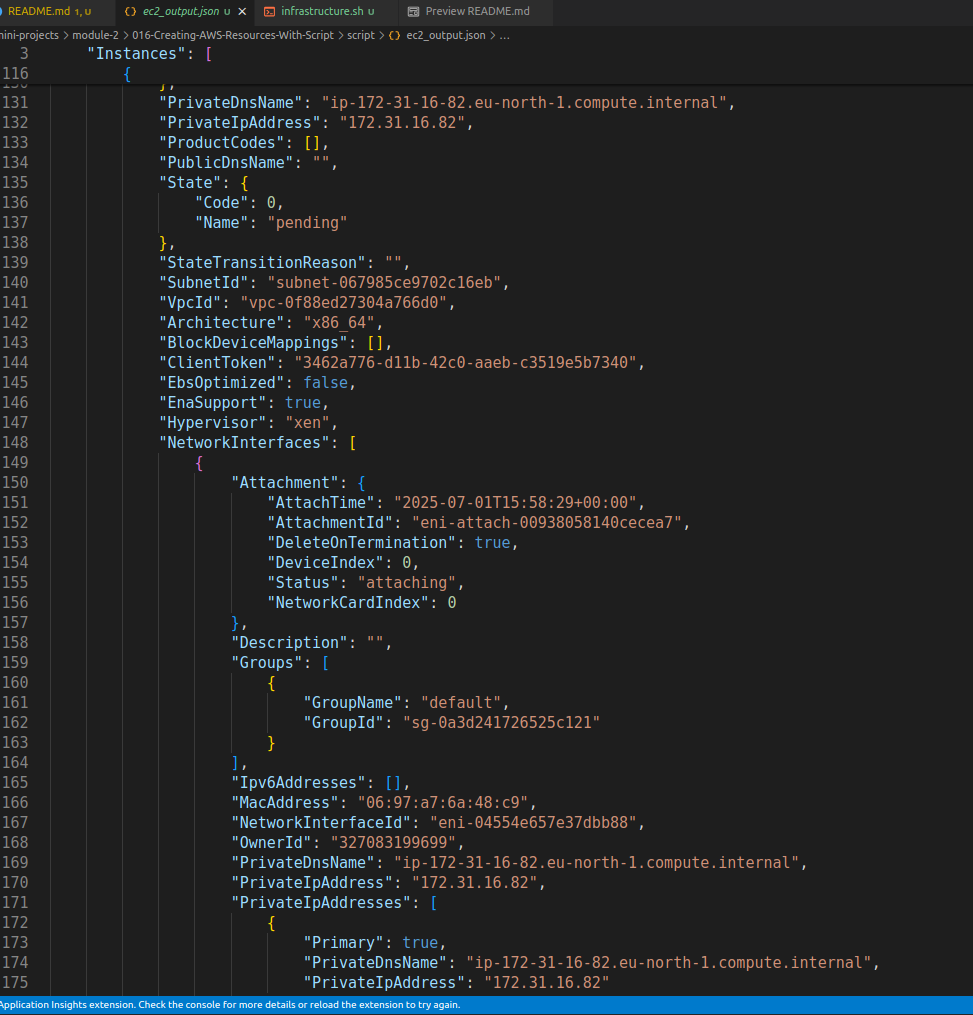 README.md 1, U   {} ec2_output.json U ×   infrastructure.sh U   Preview README.md
mini-projects > module-2 > 016-Creating-AWS-Resources-With-Script > script > {} ec2_output.json > ...
3 "Instances": [
116 {
130 },
131 "PrivateDnsName": "ip-172-31-16-82.eu-north-1.compute.internal",
132 "PrivateIpAddress": "172.31.16.82",
133 "ProductCodes": [],
134 "PublicDnsName": "",
135 "State": {
136 "Code": 0,
137 "Name": "pending"
138 },
139 "StateTransitionReason": "",
140 "SubnetId": "subnet-067985ce9702c16eb",
141 "VpcId": "vpc-0f88ed27304a766d0",
142 "Architecture": "x86_64",
143 "BlockDeviceMappings": [],
144 "ClientToken": "3462a776-d11b-42c0-aaeb-c3519e5b7340",
145 "EbsOptimized": false,
146 "EnaSupport": true,
147 "Hypervisor": "xen",
148 "NetworkInterfaces": [
149 {
150 "Attachment": {
151 "AttachTime": "2025-07-01T15:58:29+00:00",
152 "AttachmentId": "eni-attach-00938058140cecea7",
153 "DeleteOnTermination": true,
154 "DeviceIndex": 0,
155 "Status": "attaching",
156 "NetworkCardIndex": 0
157 },
158 "Description": "",
159 "Groups": [
160 {
161 "GroupName": "default",
162 "GroupId": "sg-0a3d241726525c121"
163 }
164 ],
165 "Ipv6Addresses": [],
166 "MacAddress": "06:97:a7:6a:48:c9",
167 "NetworkInterfaceId": "eni-04554e657e37dbb88",
168 "OwnerId": "327083199699",
169 "PrivateDnsName": "ip-172-31-16-82.eu-north-1.compute.internal",
170 "PrivateIpAddress": "172.31.16.82",
171 "PrivateIpAddresses": [
172 {
173 "Primary": true,
174 "PrivateDnsName": "ip-172-31-16-82.eu-north-1.compute.internal",
175 "PrivateIpAddress": "172.31.16.82"
Application Insights extension. Check the console for more details or reload the extension to try again.